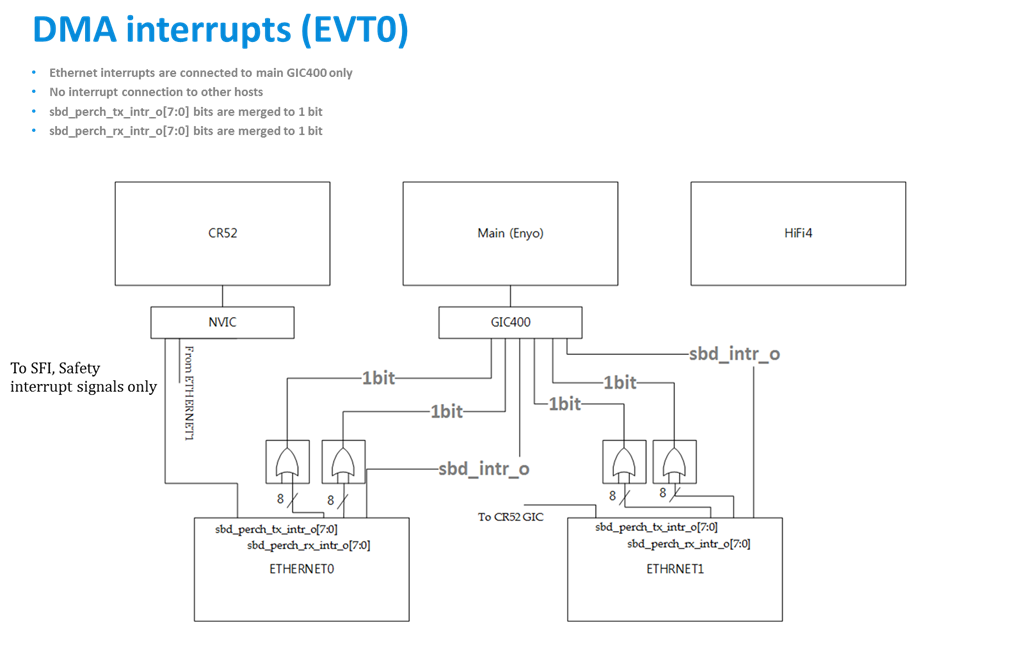 DMA interrupts (EVT0)
• Ethernet interrupts are connected to main GIC400 only
• No interrupt connection to other hosts
• sbd_perch_tx_intr_o[7:0] bits are merged to 1 bit
• sbd_perch_rx_intr_o[7:0] bits are merged to 1 bit
CR52
Main (Enyo)
HiFi4
NVIC
GIC400
To SFI, Safety
interrupt signals only
From ETHERNET1
sbd_intr_o
1bit
1bit
1bit
1bit
sbd_intr_o
8
8
8
8
To CR52 GIC
sbd_perch_tx_intr_o[7:0]
sbd_perch_rx_intr_o[7:0]
ETHERNET0
sbd_perch_tx_intr_o[7:0]
sbd_perch_rx_intr_o[7:0]
ETHRNET1